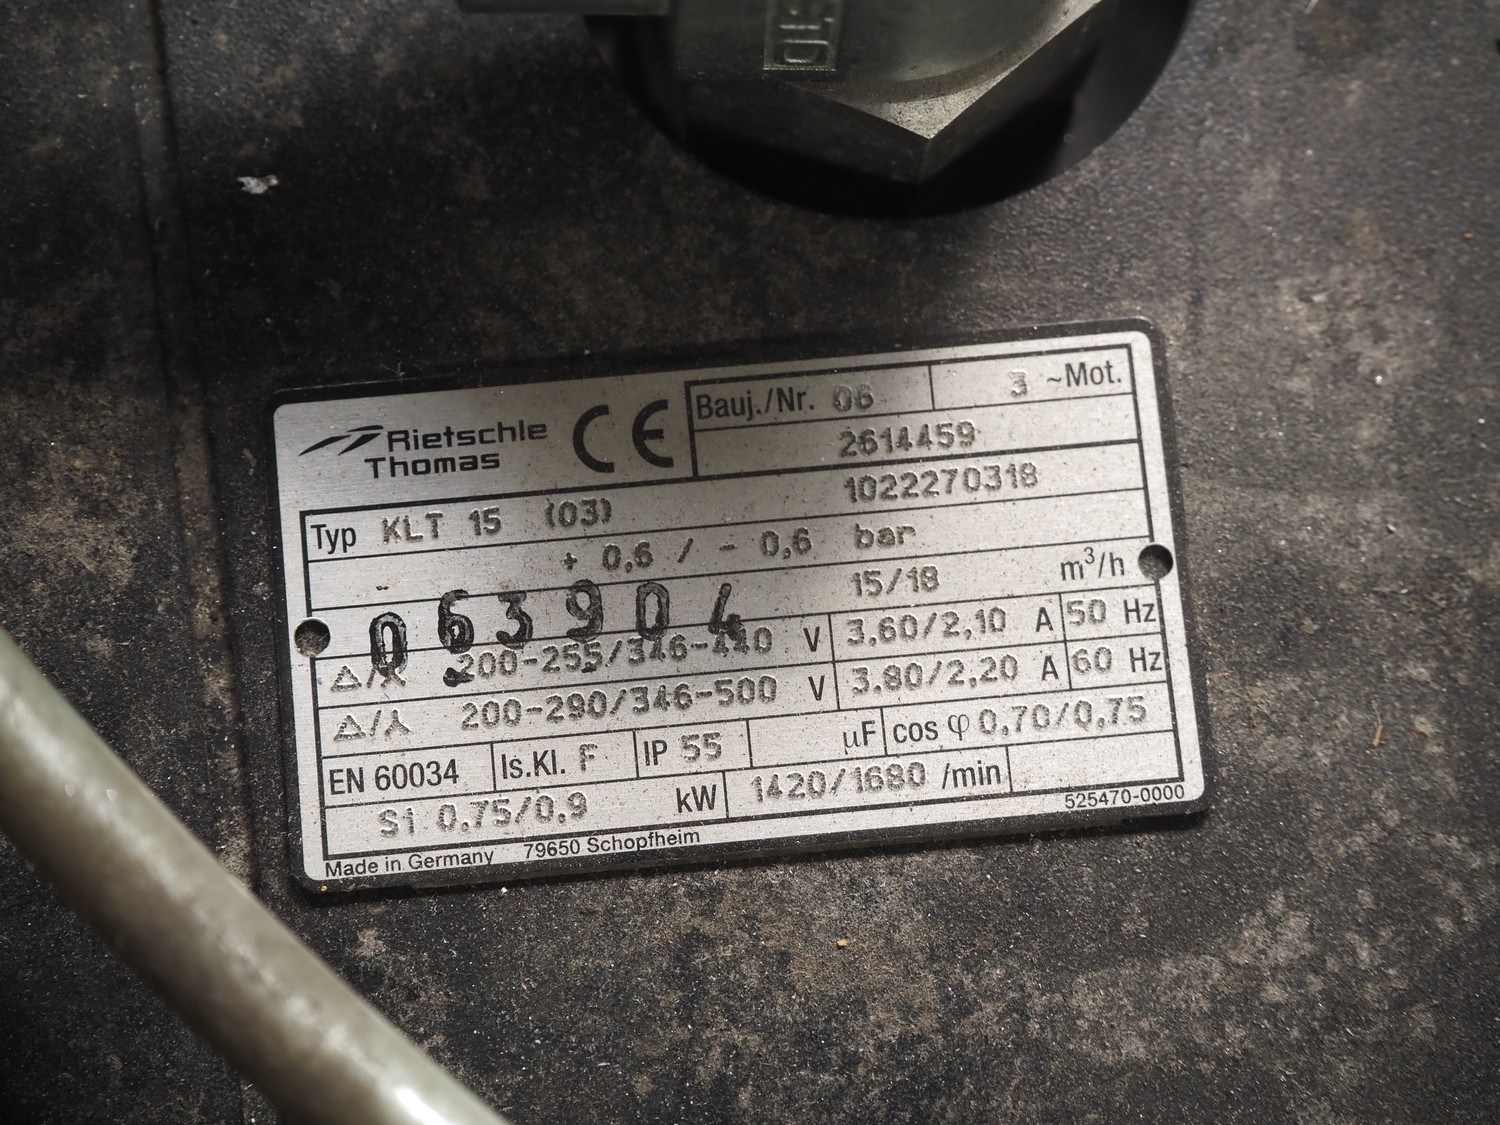 Rietschle
Thomas
CE
Bauj./Nr. 06
3 ~Mot.
2614459
Typ KLT 15 (03) 1022270318
- + 0,6 / - 0,6 bar
15/18 m³/h
063904
△/⅄ 200-255/346-440 V 3,60/2,10 A 50 Hz
△/⅄ 200-290/346-500 V 3,80/2,20 A 60 Hz
EN 60034 Is.Kl. F IP 55 µF cos φ 0,70/0,75
S1 0,75/0,9 kW 1420/1680 /min
525470-0000
Made in Germany 79650 Schopfheim